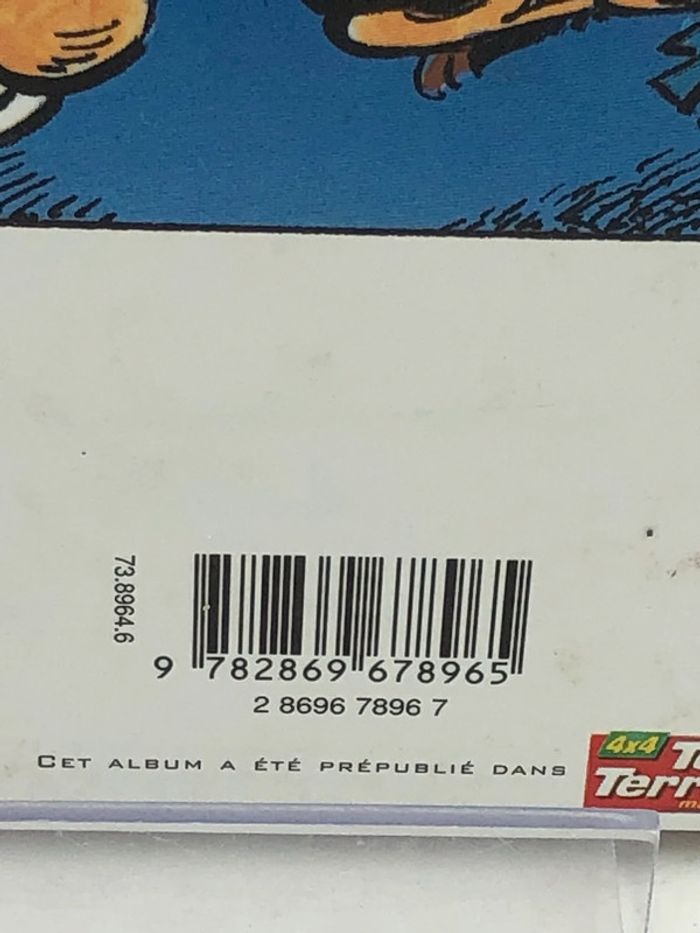 73.8964.6
9 782869 678965
2 8696 7896 7
CET ALBUM A ÉTÉ PRÉPUBLIÉ DANS
4x4